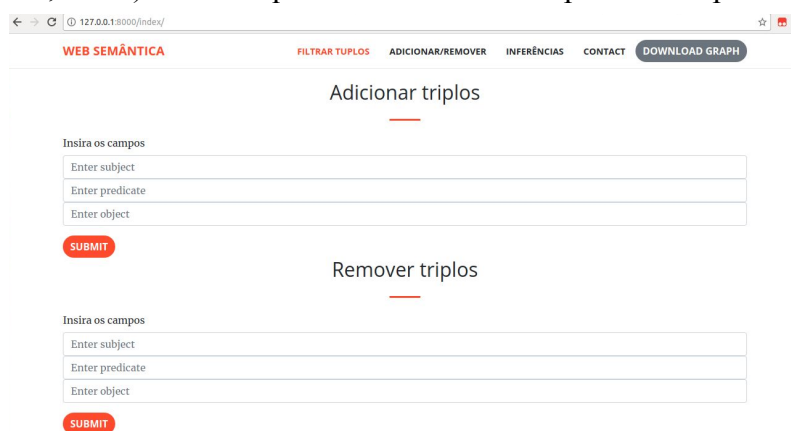 127.0.0.1:8000/index/
WEB SEMÂNTICA FILTRAR TUPLOS ADICIONAR/REMOVER INFERÊNCIAS CONTACT DOWNLOAD GRAPH
Adicionar triplos
Insira os campos
Enter subject
Enter predicate
Enter object
SUBMIT
Remover triplos
Insira os campos
Enter subject
Enter predicate
Enter object
SUBMIT